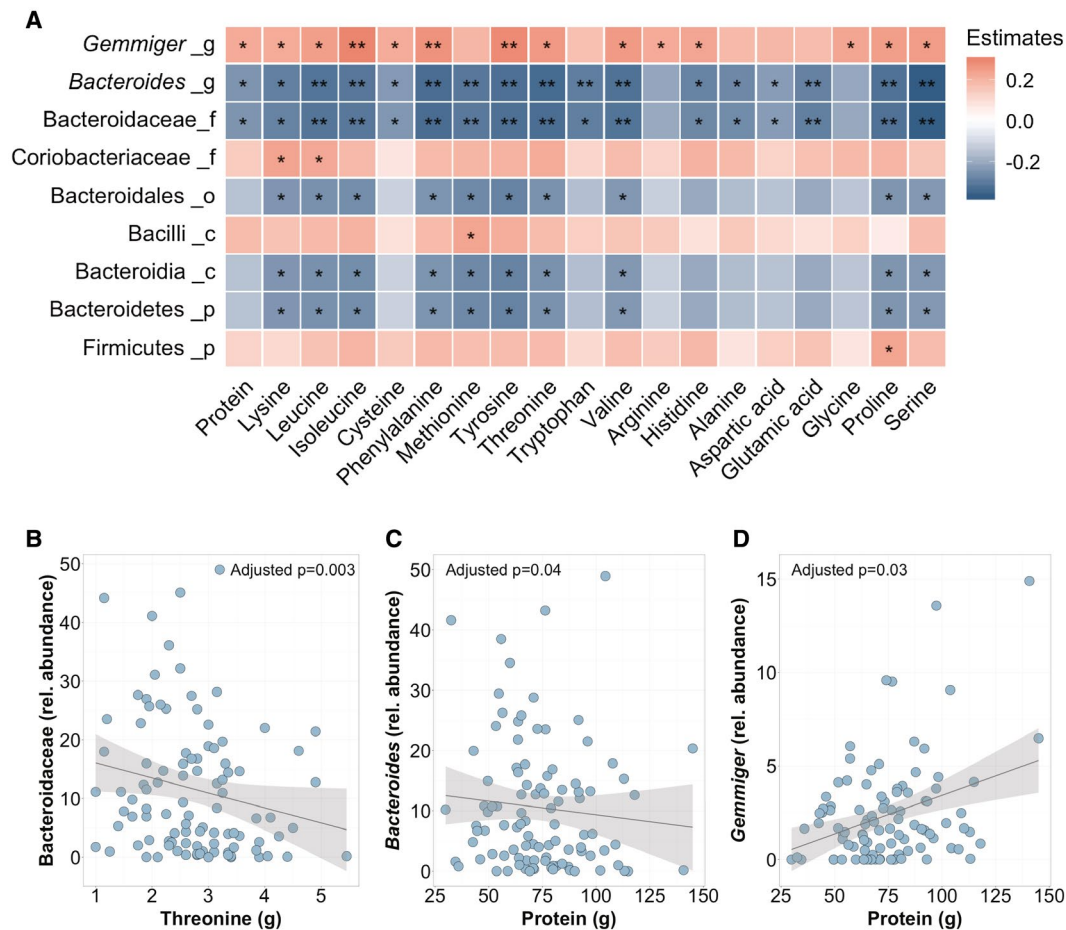 A
Estimates
0.2
0.0
-0.2
Gemmiger _g * * * ** * ** ** * * * * * * *
Bacteroides _g * * ** ** * ** ** ** ** ** ** * * * ** ** **
Bacteroidaceae_f * * ** ** * ** ** ** ** * ** * * * ** ** **
Coriobacteriaceae _f * *
Bacteroidales _o * * * * * * * * * *
Bacilli _c *
Bacteroidia _c * * * * * * * * * *
Bacteroidetes _p * * * * * * * * * *
Firmicutes _p *
Protein
Lysine
Leucine
Isoleucine
Cysteine
Phenylalanine
Methionine
Tyrosine
Threonine
Tryptophan
Valine
Arginine
Histidine
Alanine
Aspartic acid
Glutamic acid
Glycine
Proline
Serine
B
Adjusted p=0.003
Bacteroidaceae (rel. abundance)
50
40
30
20
10
0
1 2 3 4 5
Threonine (g)
C
Adjusted p=0.04
Bacteroides (rel. abundance)
50
40
30
20
10
0
25 50 75 100 125 150
Protein (g)
D
Adjusted p=0.03
Gemmiger (rel. abundance)
15
10
5
0
25 50 75 100 125 150
Protein (g)